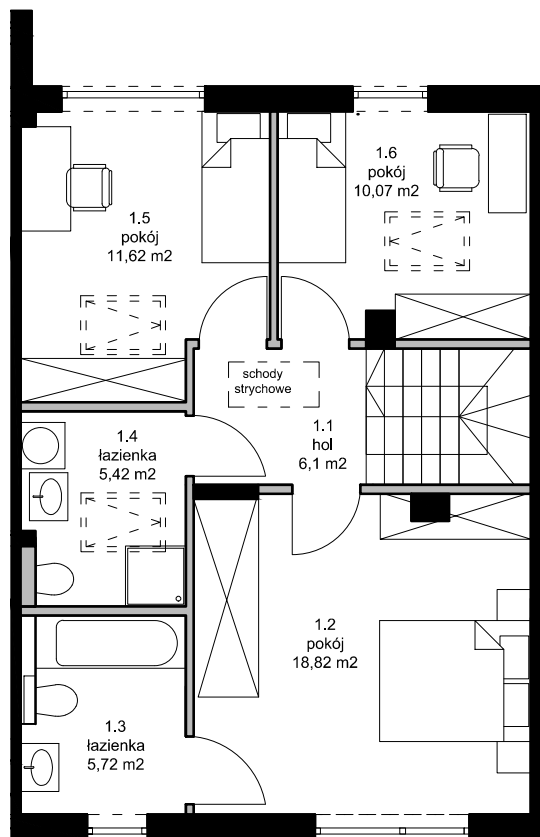 1.6
pokój
10,07 m2
1.5
pokój
11,62 m2
schody
strychowe
1.1
hol
6,1 m2
1.4
łazienka
5,42 m2
1.2
pokój
18,82 m2
1.3
łazienka
5,72 m2